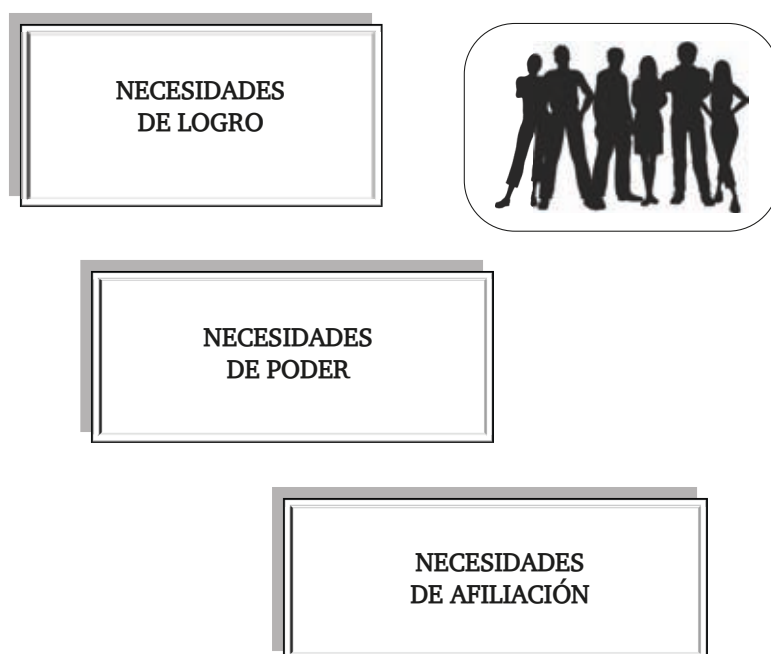 NECESIDADES
DE LOGRO
NECESIDADES
DE PODER
NECESIDADES
DE AFILIACIÓN